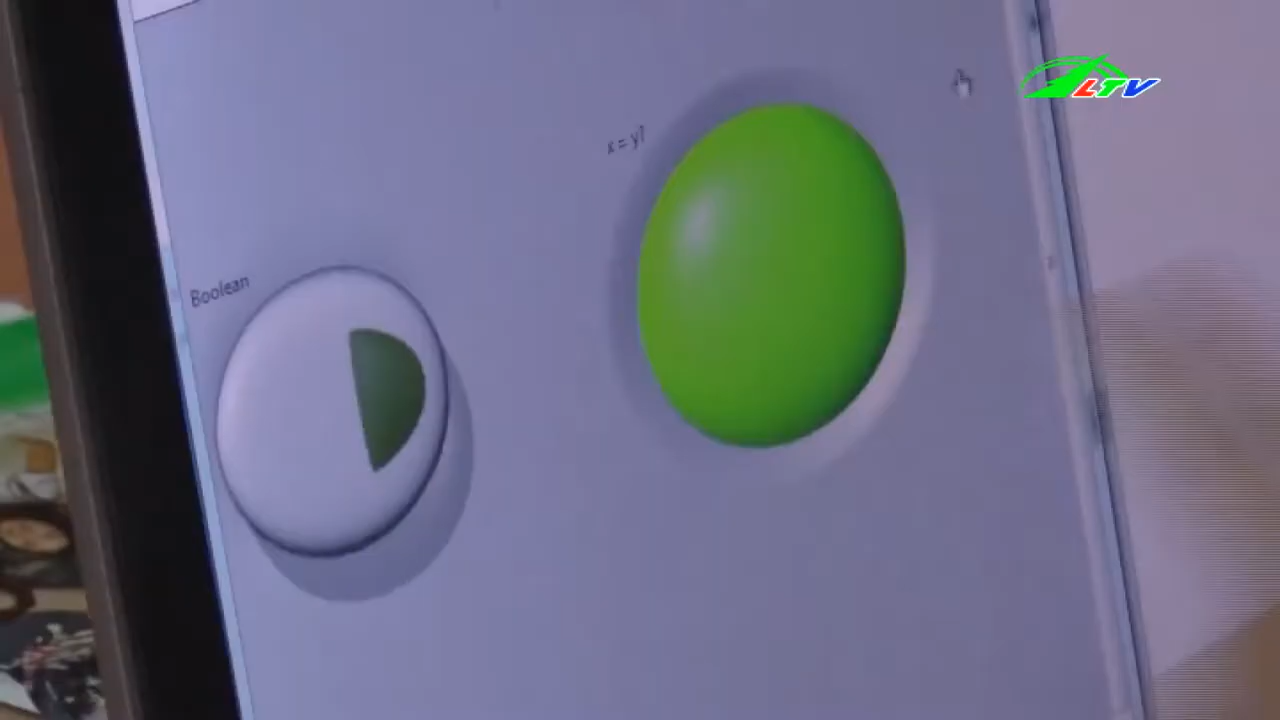 LTV
x = y?
Boolean